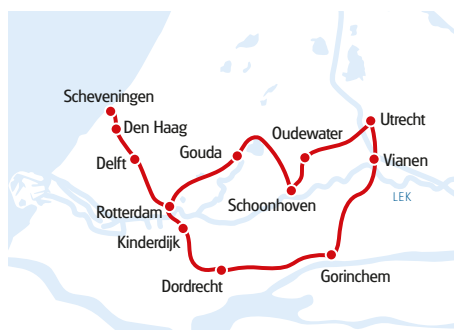 Scheveningen
Den Haag
Delft
Gouda
Oudewater
Utrecht
Vianen
LEK
Schoonhoven
Rotterdam
Kinderdijk
Dordrecht
Gorinchem